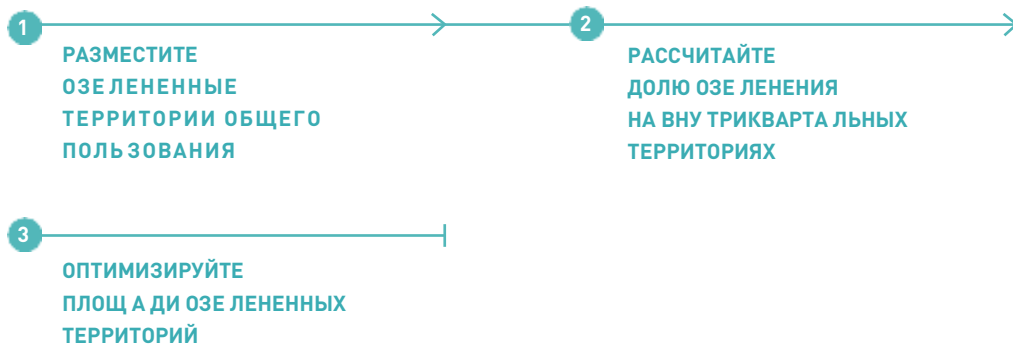 1
РАЗМЕСТИТЕ
ОЗЕЛЕНЕННЫЕ
ТЕРРИТОРИИ ОБЩЕГО
ПОЛЬЗОВАНИЯ
2
РАССЧИТАЙТЕ
ДОЛЮ ОЗЕЛЕНЕНИЯ
НА ВНУТРИКВАРТАЛЬНЫХ
ТЕРРИТОРИЯХ
3
ОПТИМИЗИРУЙТЕ
ПЛОЩАДИ ОЗЕЛЕНЕННЫХ
ТЕРРИТОРИЙ